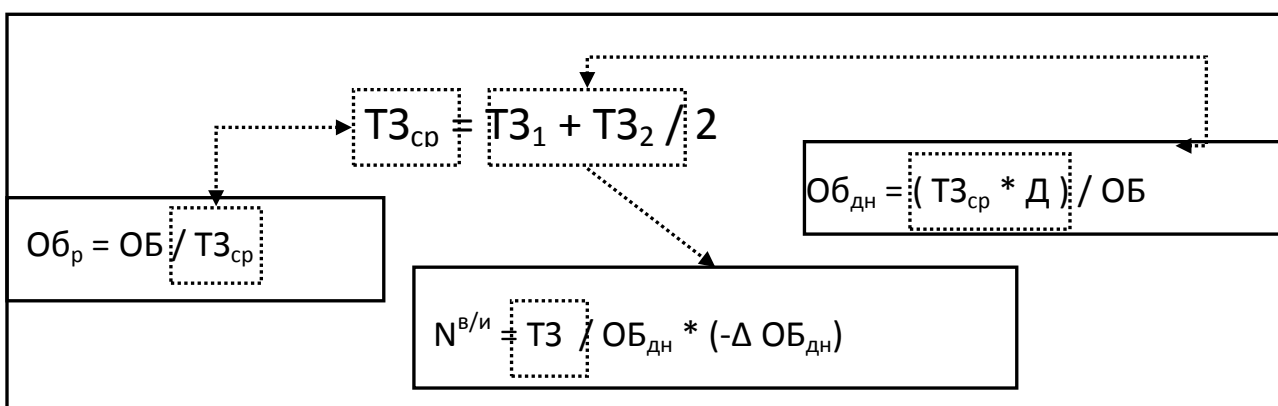 ТЗср = ТЗ1 + ТЗ2 / 2
Обдн = ( ТЗср * Д ) / ОБ
Обр = ОБ / ТЗср
Nв/и = ТЗ / ОБдн * (-Δ ОБдн)